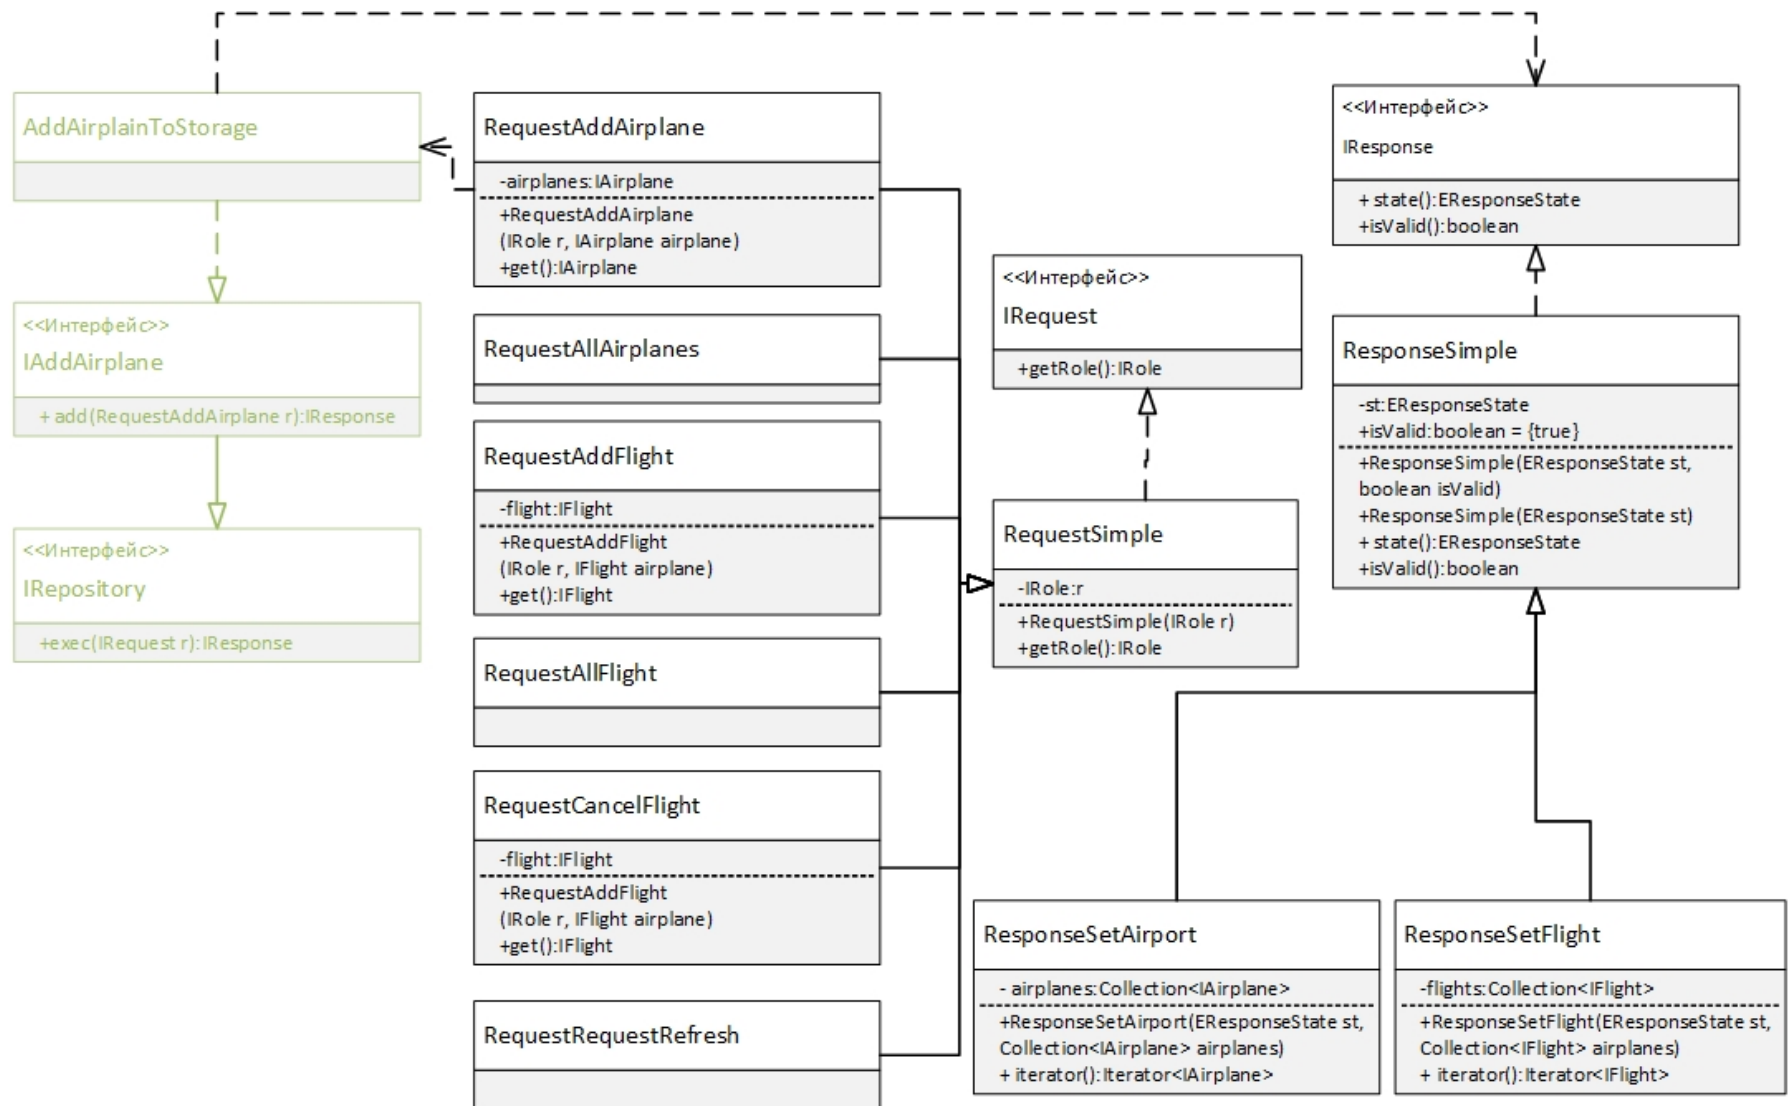 AddAirplainToStorage
<<Интерфейс>>
IAddAirplane
+ add(RequestAddAirplane r):IResponse
<<Интерфейс>>
IRepository
+exec(IRequest r):IResponse
RequestAddAirplane
-airplanes:IAirplane
+RequestAddAirplane
(IRole r, IAirplane airplane)
+get():IAirplane
RequestAllAirplanes
RequestAddFlight
-flight:IFlight
+RequestAddFlight
(IRole r, IFlight airplane)
+get():IFlight
RequestAllFlight
RequestCancelFlight
-flight:IFlight
+RequestAddFlight
(IRole r, IFlight airplane)
+get():IFlight
RequestRequestRefresh
<<Интерфейс>>
IRequest
+getRole():IRole
RequestSimple
-IRole:r
+RequestSimple(IRole r)
+getRole():IRole
<<Интерфейс>>
IResponse
+ state():EResponseState
+isValid():boolean
ResponseSimple
-st:EResponseState
+isValid:boolean = {true}
+ResponseSimple(EResponseState st,
boolean isValid)
+ResponseSimple(EResponseState st)
+ state():EResponseState
+isValid():boolean
ResponseSetAirport
- airplanes:Collection<IAirplane>
+ResponseSetAirport(EResponseState st,
Collection<IAirplane> airplanes)
+ iterator():Iterator<IAirplane>
ResponseSetFlight
-flights:Collection<IFlight>
+ResponseSetFlight(EResponseState st,
Collection<IFlight> airplanes)
+ iterator():Iterator<IFlight>